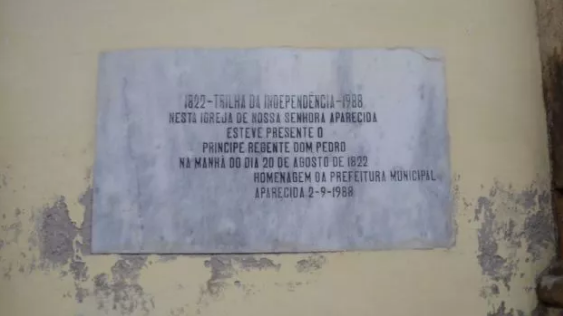 1822-TRILHA DA INDEPENDÊNCIA-1988
NESTA IGREJA DE NOSSA SENHORA APARECIDA
ESTEVE PRESENTE O
PRINCIPE REGENTE DOM PEDRO
NA MANHÃ DO DIA 20 DE AGOSTO DE 1822
HOMENAGEM DA PREFEITURA MUNICIPAL
APARECIDA 2-9-1988